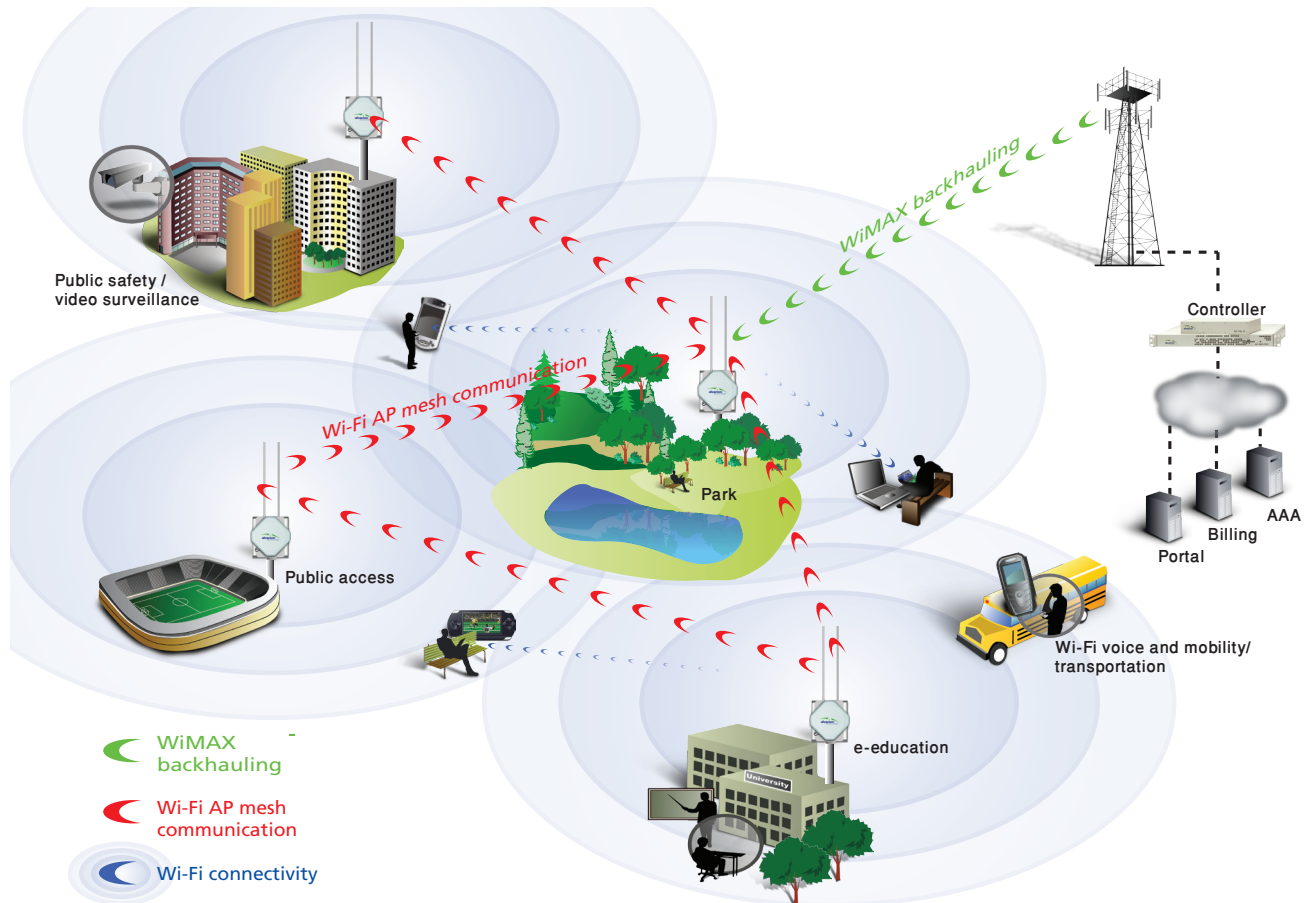 WiMAX backhauling
Controller
Public safety /
video surveillance
Wi-Fi AP mesh communication
Park
AAA
Billing
Portal
Public access
Wi-Fi voice and mobility/
transportation
e-education
University
WiMAX
backhauling
Wi-Fi AP mesh
communication
Wi-Fi connectivity